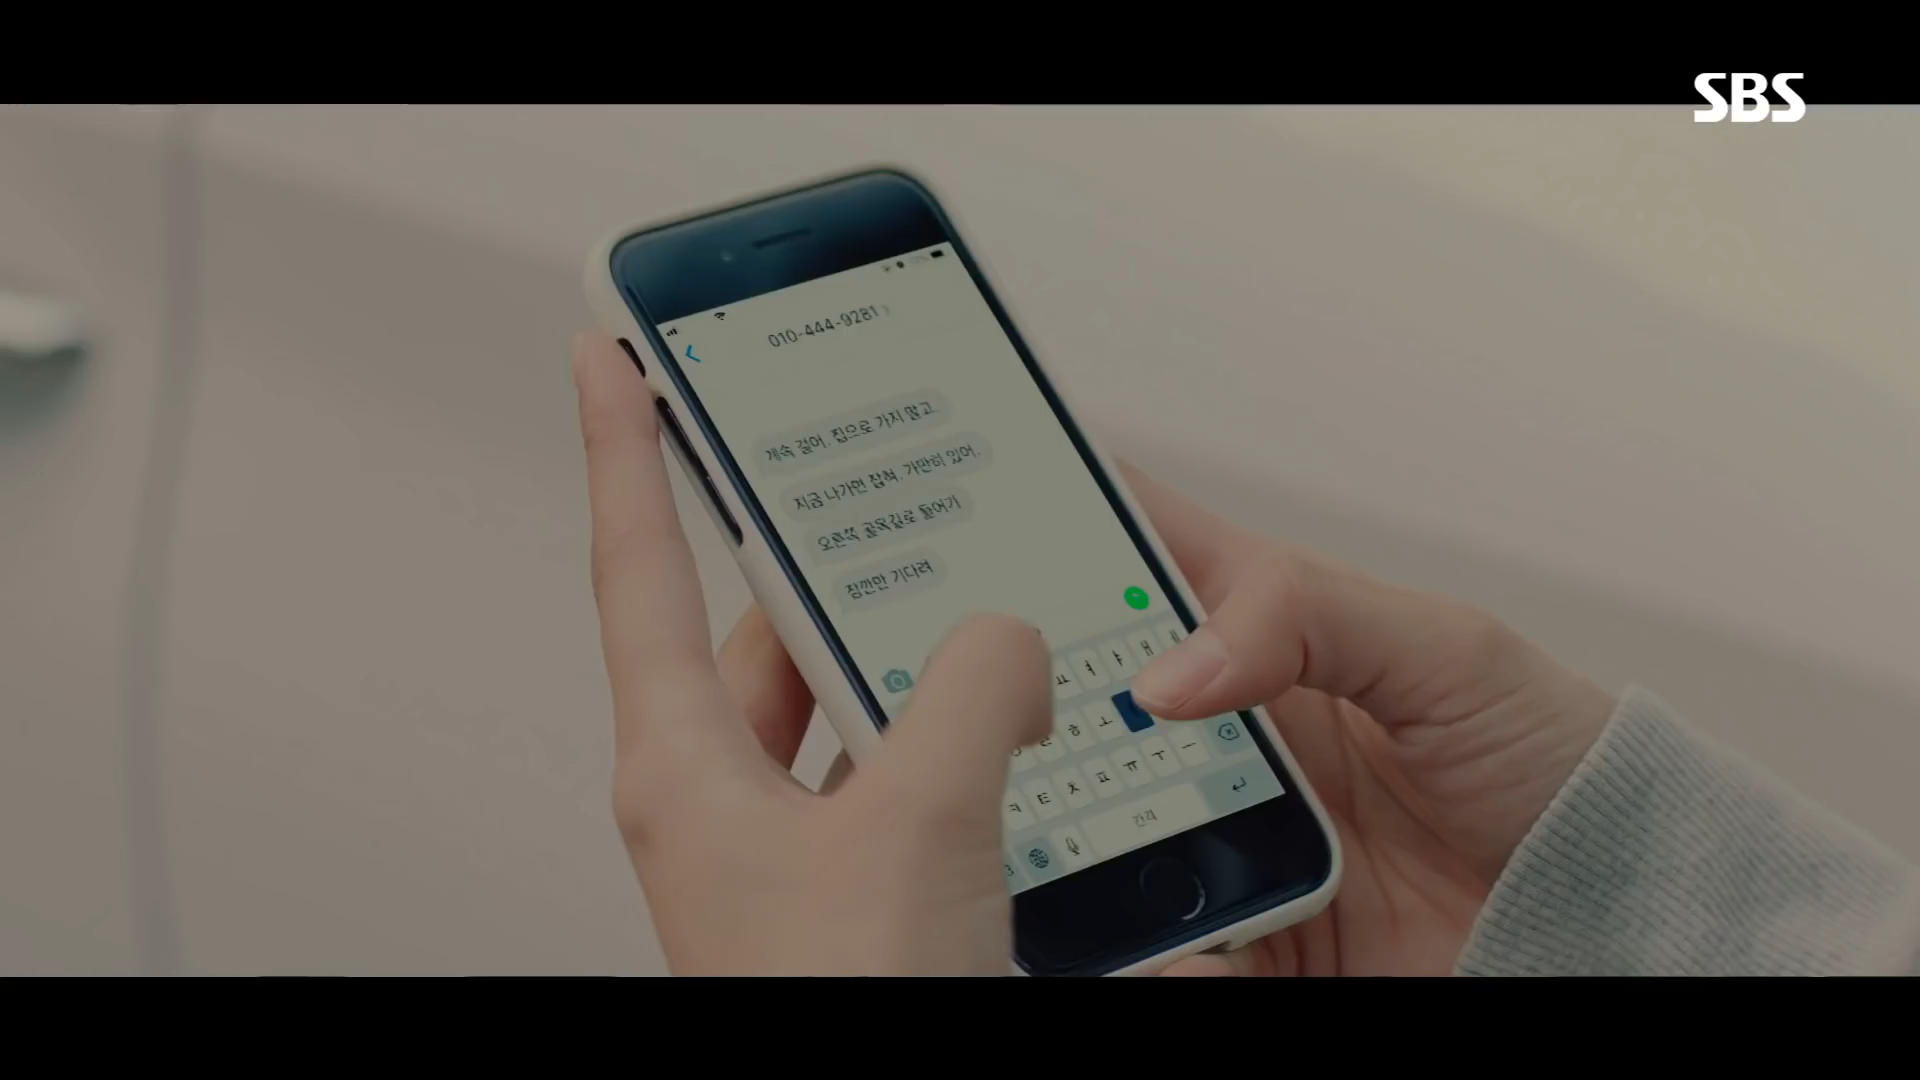 SBS
010-444-9281
계속 걸어. 집으로 가지 말고.
지금 나가면 잡혀. 가만히 있어.
오른쪽 골목길로 들어가
잠깐만 기다려
ㅛ ㅕ ㅑ ㅐ
ㅎ ㅗ
ㅋ ㅌ ㅊ ㅍ ㅠ ㅜ ㅡ
간격